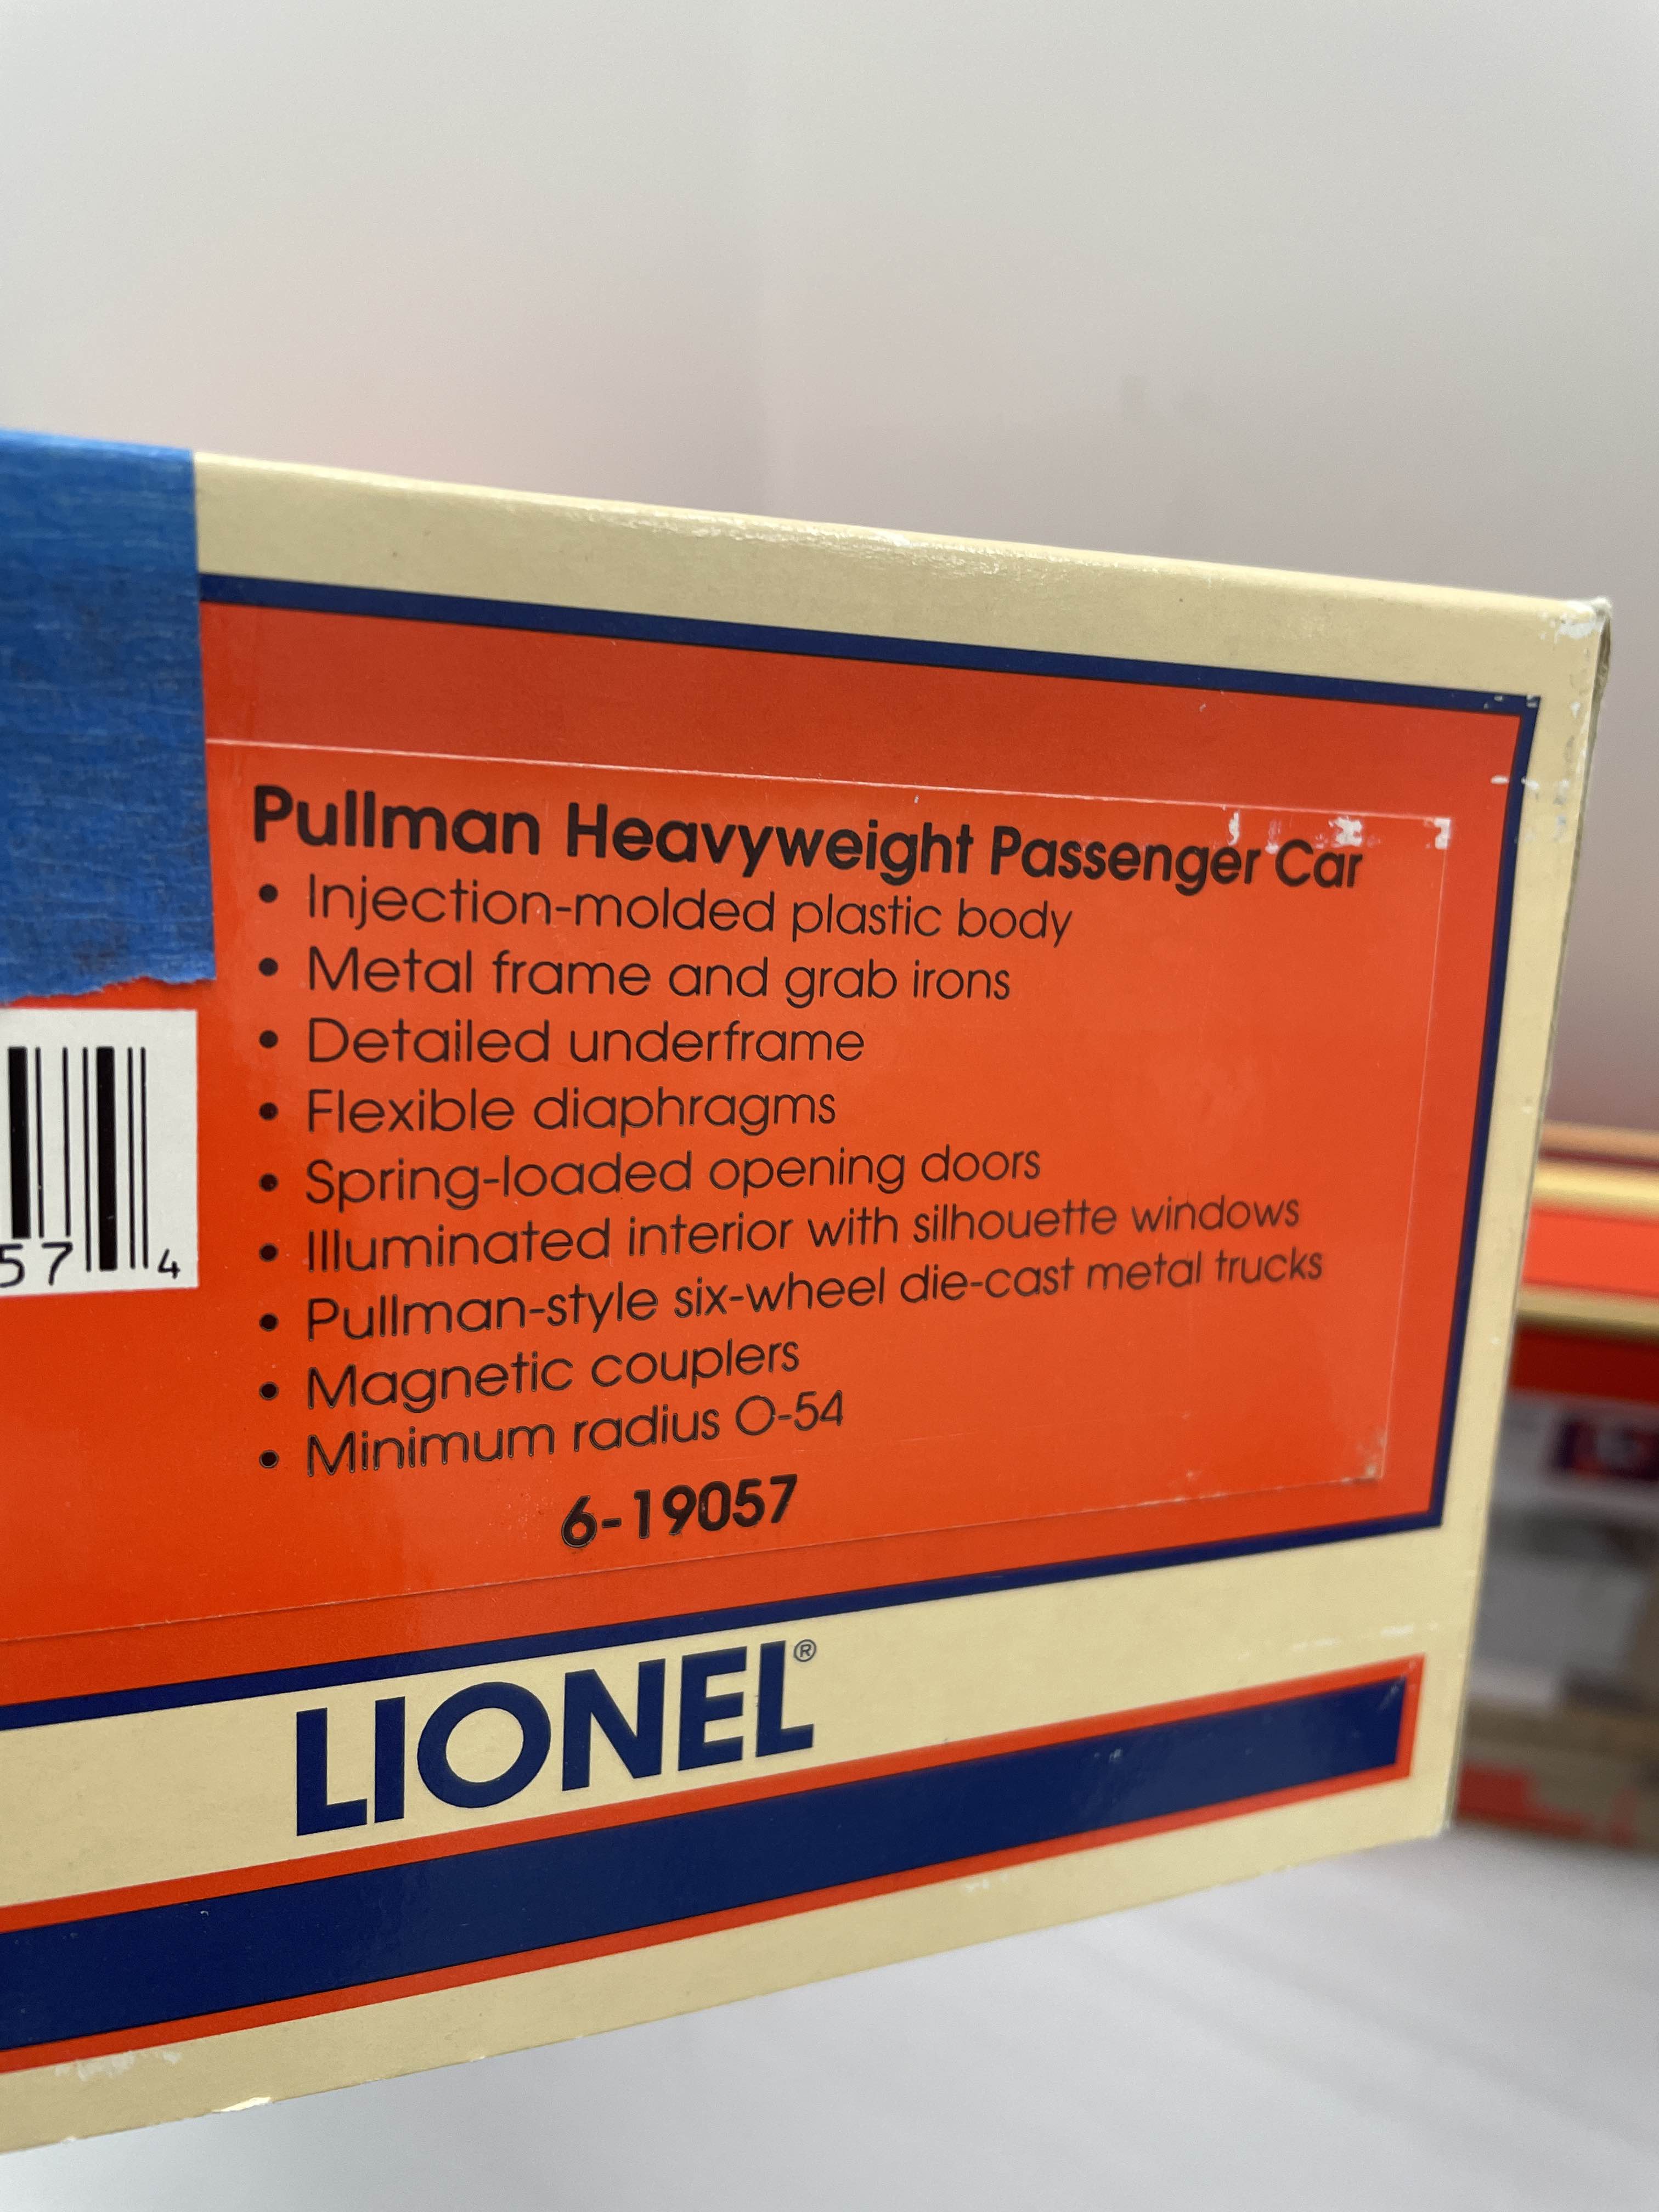 Pullman Heavyweight Passenger Car
• Injection-molded plastic body
• Metal frame and grab irons
• Detailed underframe
• Flexible diaphragms
• Spring-loaded opening doors
• Illuminated interior with silhouette windows
• Pullman-style six-wheel die-cast metal trucks
• Magnetic couplers
• Minimum radius O-54
6-19057
57 4
LIONEL®